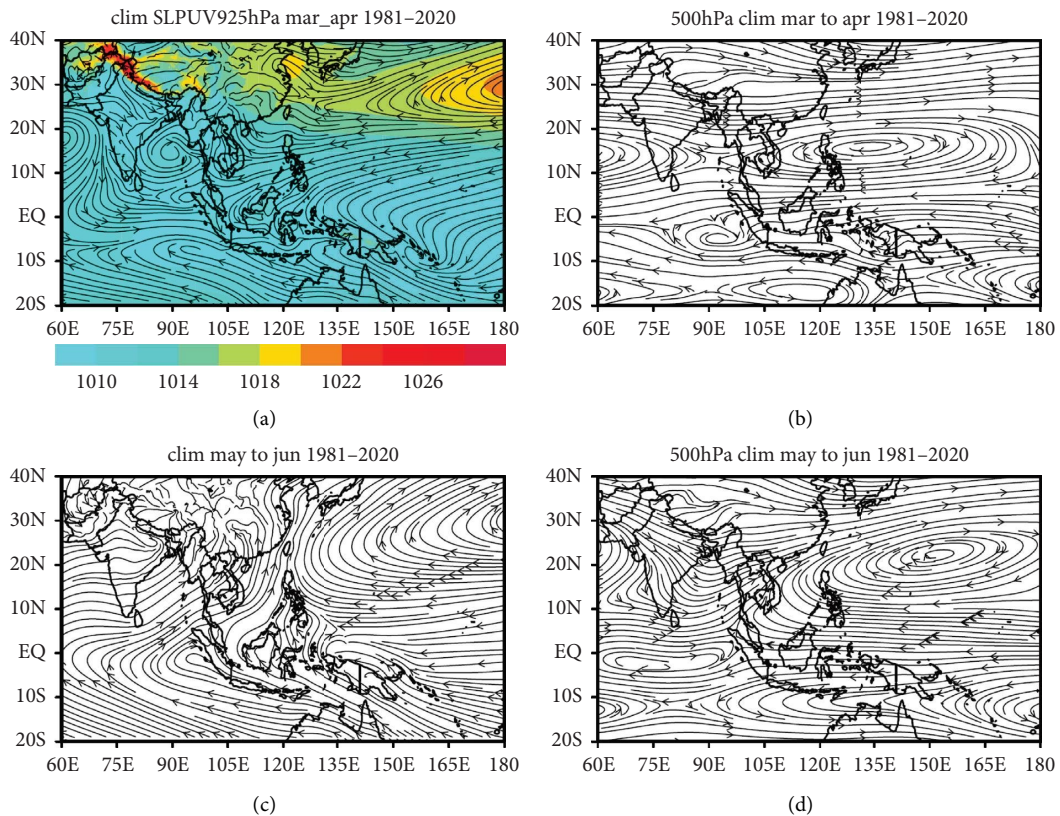 clim SLPUV925hPa mar_apr 1981–2020
40N
30N
20N
10N
EQ
10S
20S
60E 75E 90E 105E 120E 135E 150E 165E 180
1010 1014 1018 1022 1026
(a)
500hPa clim mar to apr 1981–2020
40N
30N
20N
10N
EQ
10S
20S
60E 75E 90E 105E 120E 135E 150E 165E 180
(b)
clim may to jun 1981–2020
40N
30N
20N
10N
EQ
10S
20S
60E 75E 90E 105E 120E 135E 150E 165E 180
(c)
500hPa clim may to jun 1981–2020
40N
30N
20N
10N
EQ
10S
20S
60E 75E 90E 105E 120E 135E 150E 165E 180
(d)